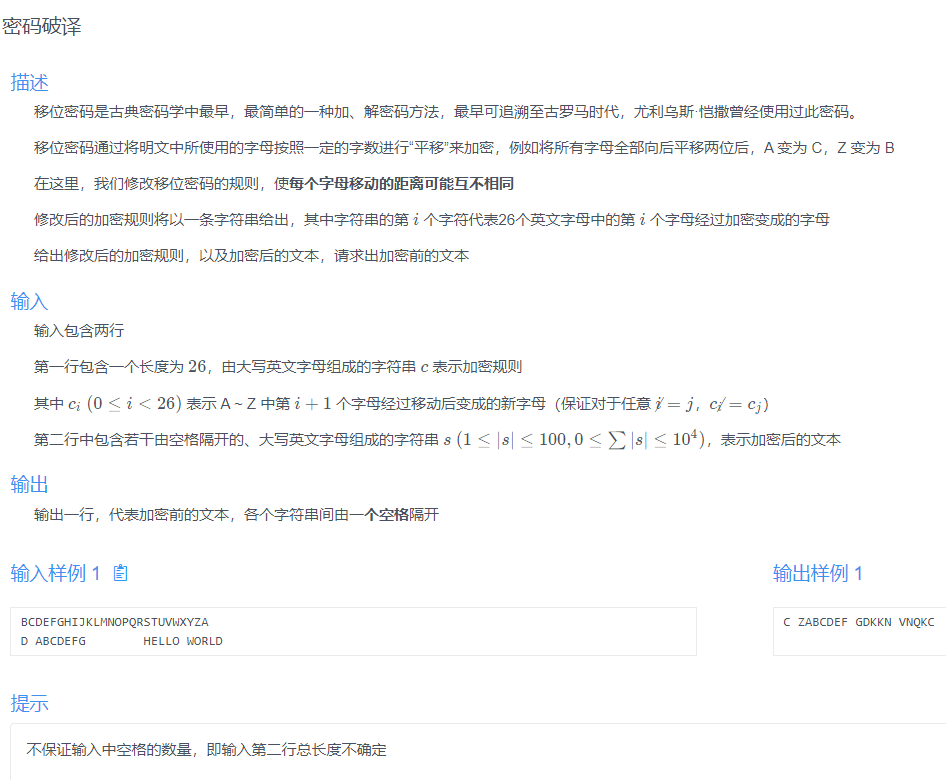 密码破译
描述
移位密码是古典密码学中最早，最简单的一种加、解密码方法，最早可追溯至古罗马时代，尤利乌斯·恺撒曾经使用过此密码。
移位密码通过将明文中所使用的字母按照一定的字数进行“平移”来加密，例如将所有字母全部向后平移两位后，A 变为 C，Z 变为 B
在这里，我们修改移位密码的规则，使每个字母移动的距离可能互不相同
修改后的加密规则将以一条字符串给出，其中字符串的第 i 个字符代表26个英文字母中的第 i 个字母经过加密变成的字母
给出修改后的加密规则，以及加密后的文本，请求出加密前的文本
输入
输入包含两行
第一行包含一个长度为 26，由大写英文字母组成的字符串 c 表示加密规则
其中 c_i (0 ≤ i < 26) 表示 A ~ Z 中第 i + 1 个字母经过移动后变成的新字母（保证对于任意 i ≠ j，c_i ≠ c_j）
第二行中包含若干由空格隔开的、大写英文字母组成的字符串 s (1 ≤ |s| ≤ 100, 0 ≤ ∑ |s| ≤ 10^4)，表示加密后的文本
输出
输出一行，代表加密前的文本，各个字符串间由一个空格隔开
输入样例 1
输出样例 1
BCDEFGHIJKLMNOPQRSTUVWXYZA
D ABCDEFG        HELLO WORLD
C ZABCDEF GDKKN VNQKC
提示
不保证输入中空格的数量，即输入第二行总长度不确定